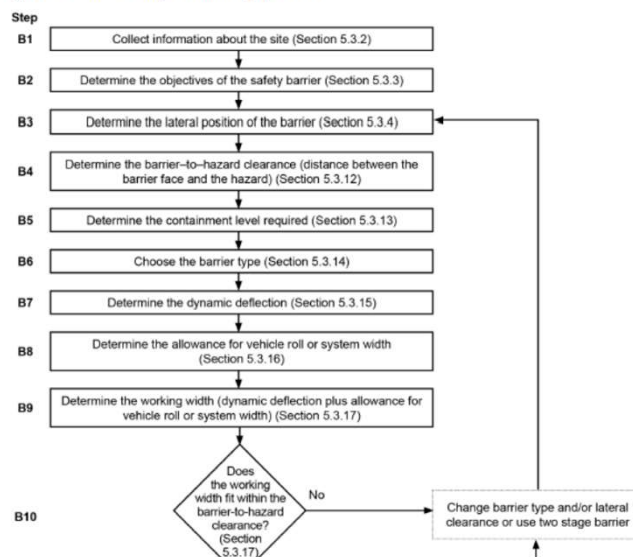 Step
B1
Collect information about the site (Section 5.3.2)
B2
Determine the objectives of the safety barrier (Section 5.3.3)
B3
Determine the lateral position of the barrier (Section 5.3.4)
B4
Determine the barrier–to–hazard clearance (distance between the
barrier face and the hazard) (Section 5.3.12)
B5
Determine the containment level required (Section 5.3.13)
B6
Choose the barrier type (Section 5.3.14)
B7
Determine the dynamic deflection (Section 5.3.15)
B8
Determine the allowance for vehicle roll or system width
(Section 5.3.16)
B9
Determine the working width (dynamic deflection plus allowance for
vehicle roll or system width) (Section 5.3.17)
B10
Does
the working
width fit within the
barrier-to-hazard
clearance?
(Section
5.3.17)
No
Change barrier type and/or lateral
clearance or use two stage barrier